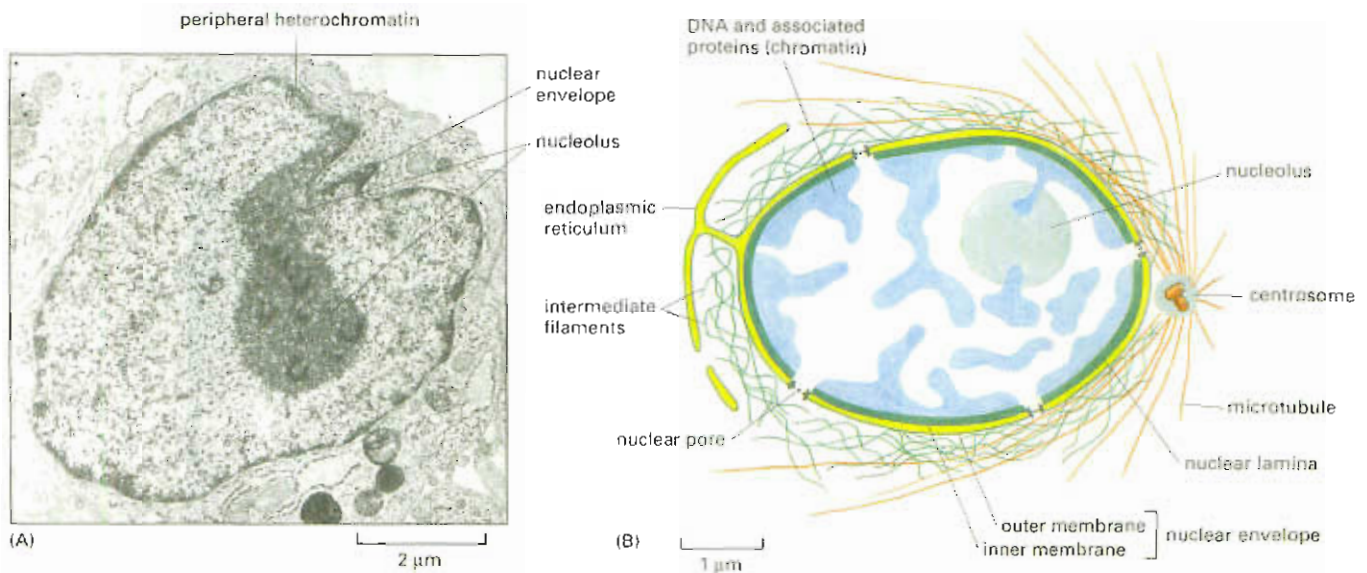 peripheral heterochromatin
nuclear
envelope
nucleolus
(A)
2 µm
DNA and associated
proteins (chromatin)
endoplasmic
reticulum
intermediate
filaments
nuclear pore
nucleolus
centrosome
microtubule
nuclear lamina
outer membrane
inner membrane
nuclear envelope
(B)
1 µm